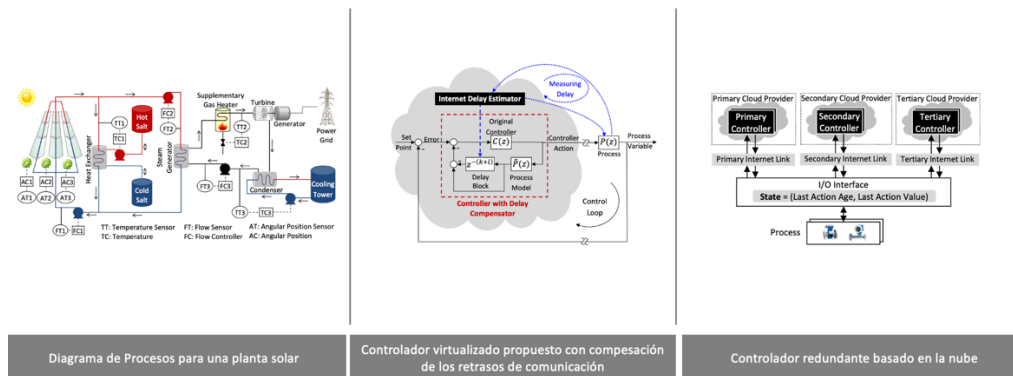 Supplementary
Gas Heater
Turbine
Generator
Power
Grid
FC2
FT2
TT1
TC1
Hot
Salt
TT2
TC2
Heat Exchanger
Steam
Generator
Cold
Salt
FT3
FC3
Condenser
Cooling
Tower
AC1
AC2
AC3
AT1
AT2
AT3
TT3
TC3
FT1
FC1
TT: Temperature Sensor
TC: Temperature
FT: Flow Sensor
FC: Flow Controller
AT: Angular Position Sensor
AC: Angular Position
Diagrama de Procesos para una planta solar
Measuring
Delay
Internet Delay Estimator
Original
Controller
Set
Point
Error
C(z)
Controller
Action
P(z)
Process
Process
Variable
z^{-(k+l)}
P̂(z)
Delay
Block
Process
Model
Controller with Delay
Compensator
Control
Loop
Controlador virtualizado propuesto con compesación
de los retrasos de comunicación
Primary Cloud Provider
Secondary Cloud Provider
Tertiary Cloud Provider
Primary
Controller
Secondary
Controller
Tertiary
Controller
Primary Internet Link
Secondary Internet Link
Tertiary Internet Link
I/O Interface
State = (Last Action Age, Last Action Value)
Process
Controlador redundante basado en la nube